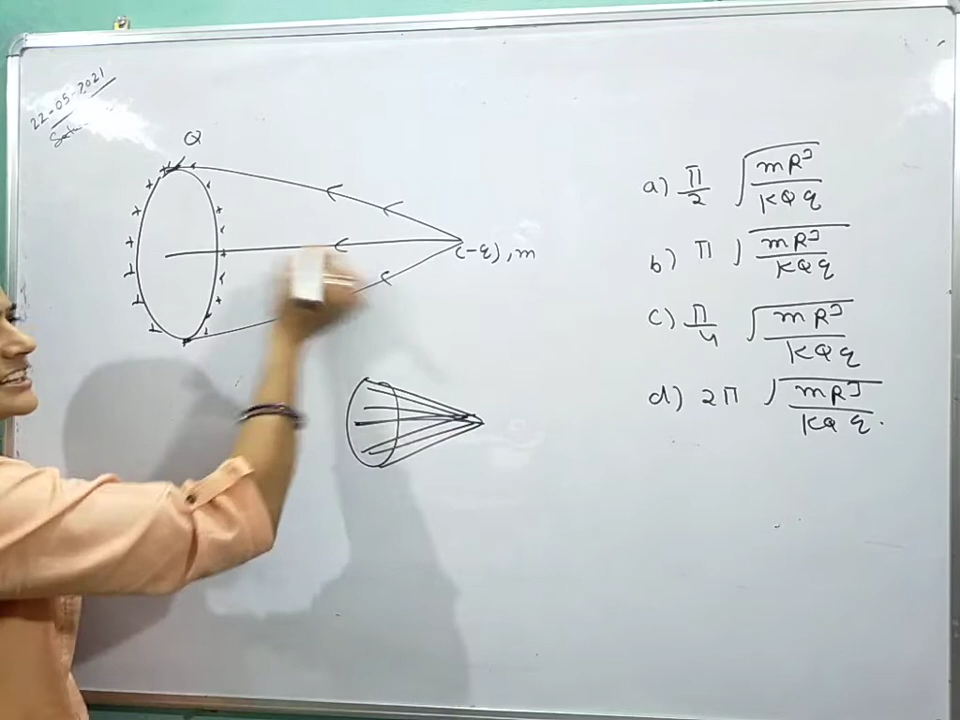 22-05-2021
Q
(-q), m
a) π/2 √(mR³/KQq)
b) π √(mR³/KQq)
c) π/4 √(mR³/KQq)
d) 2π √(mR³/KQq).